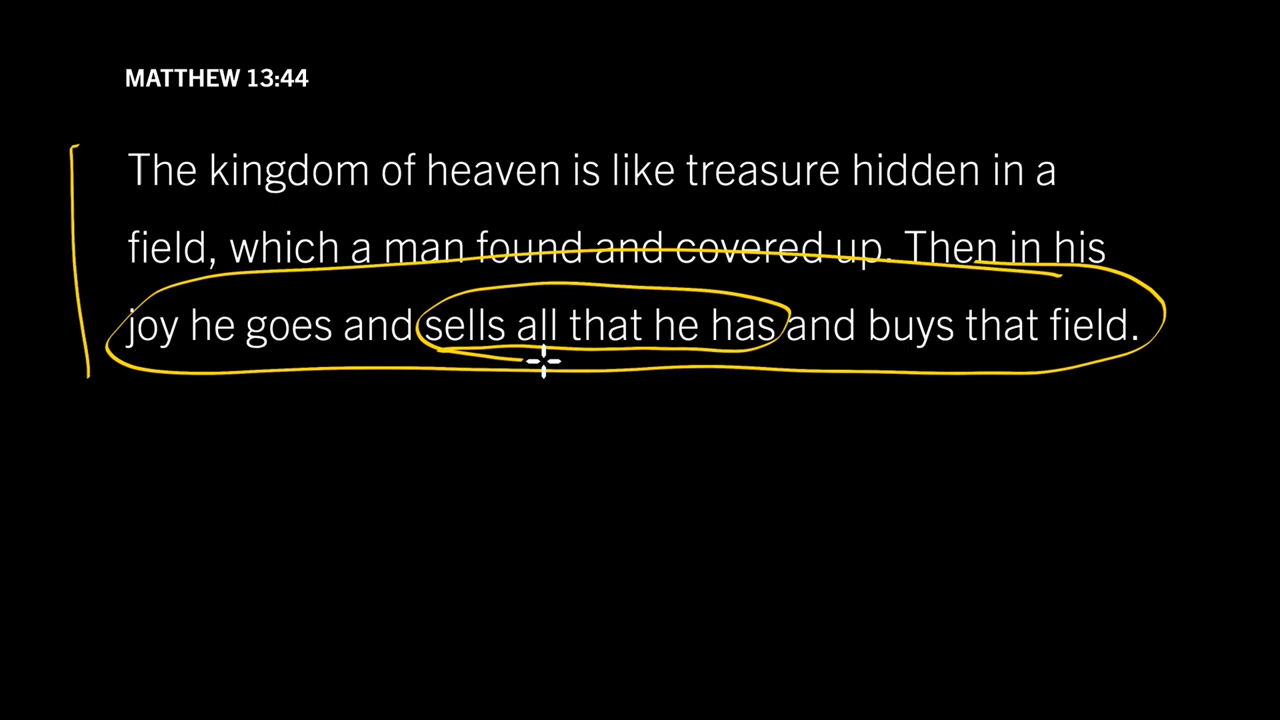 MATTHEW 13:44
The kingdom of heaven is like treasure hidden in a
field, which a man found and covered up. Then in his
joy he goes and sells all that he has and buys that field.